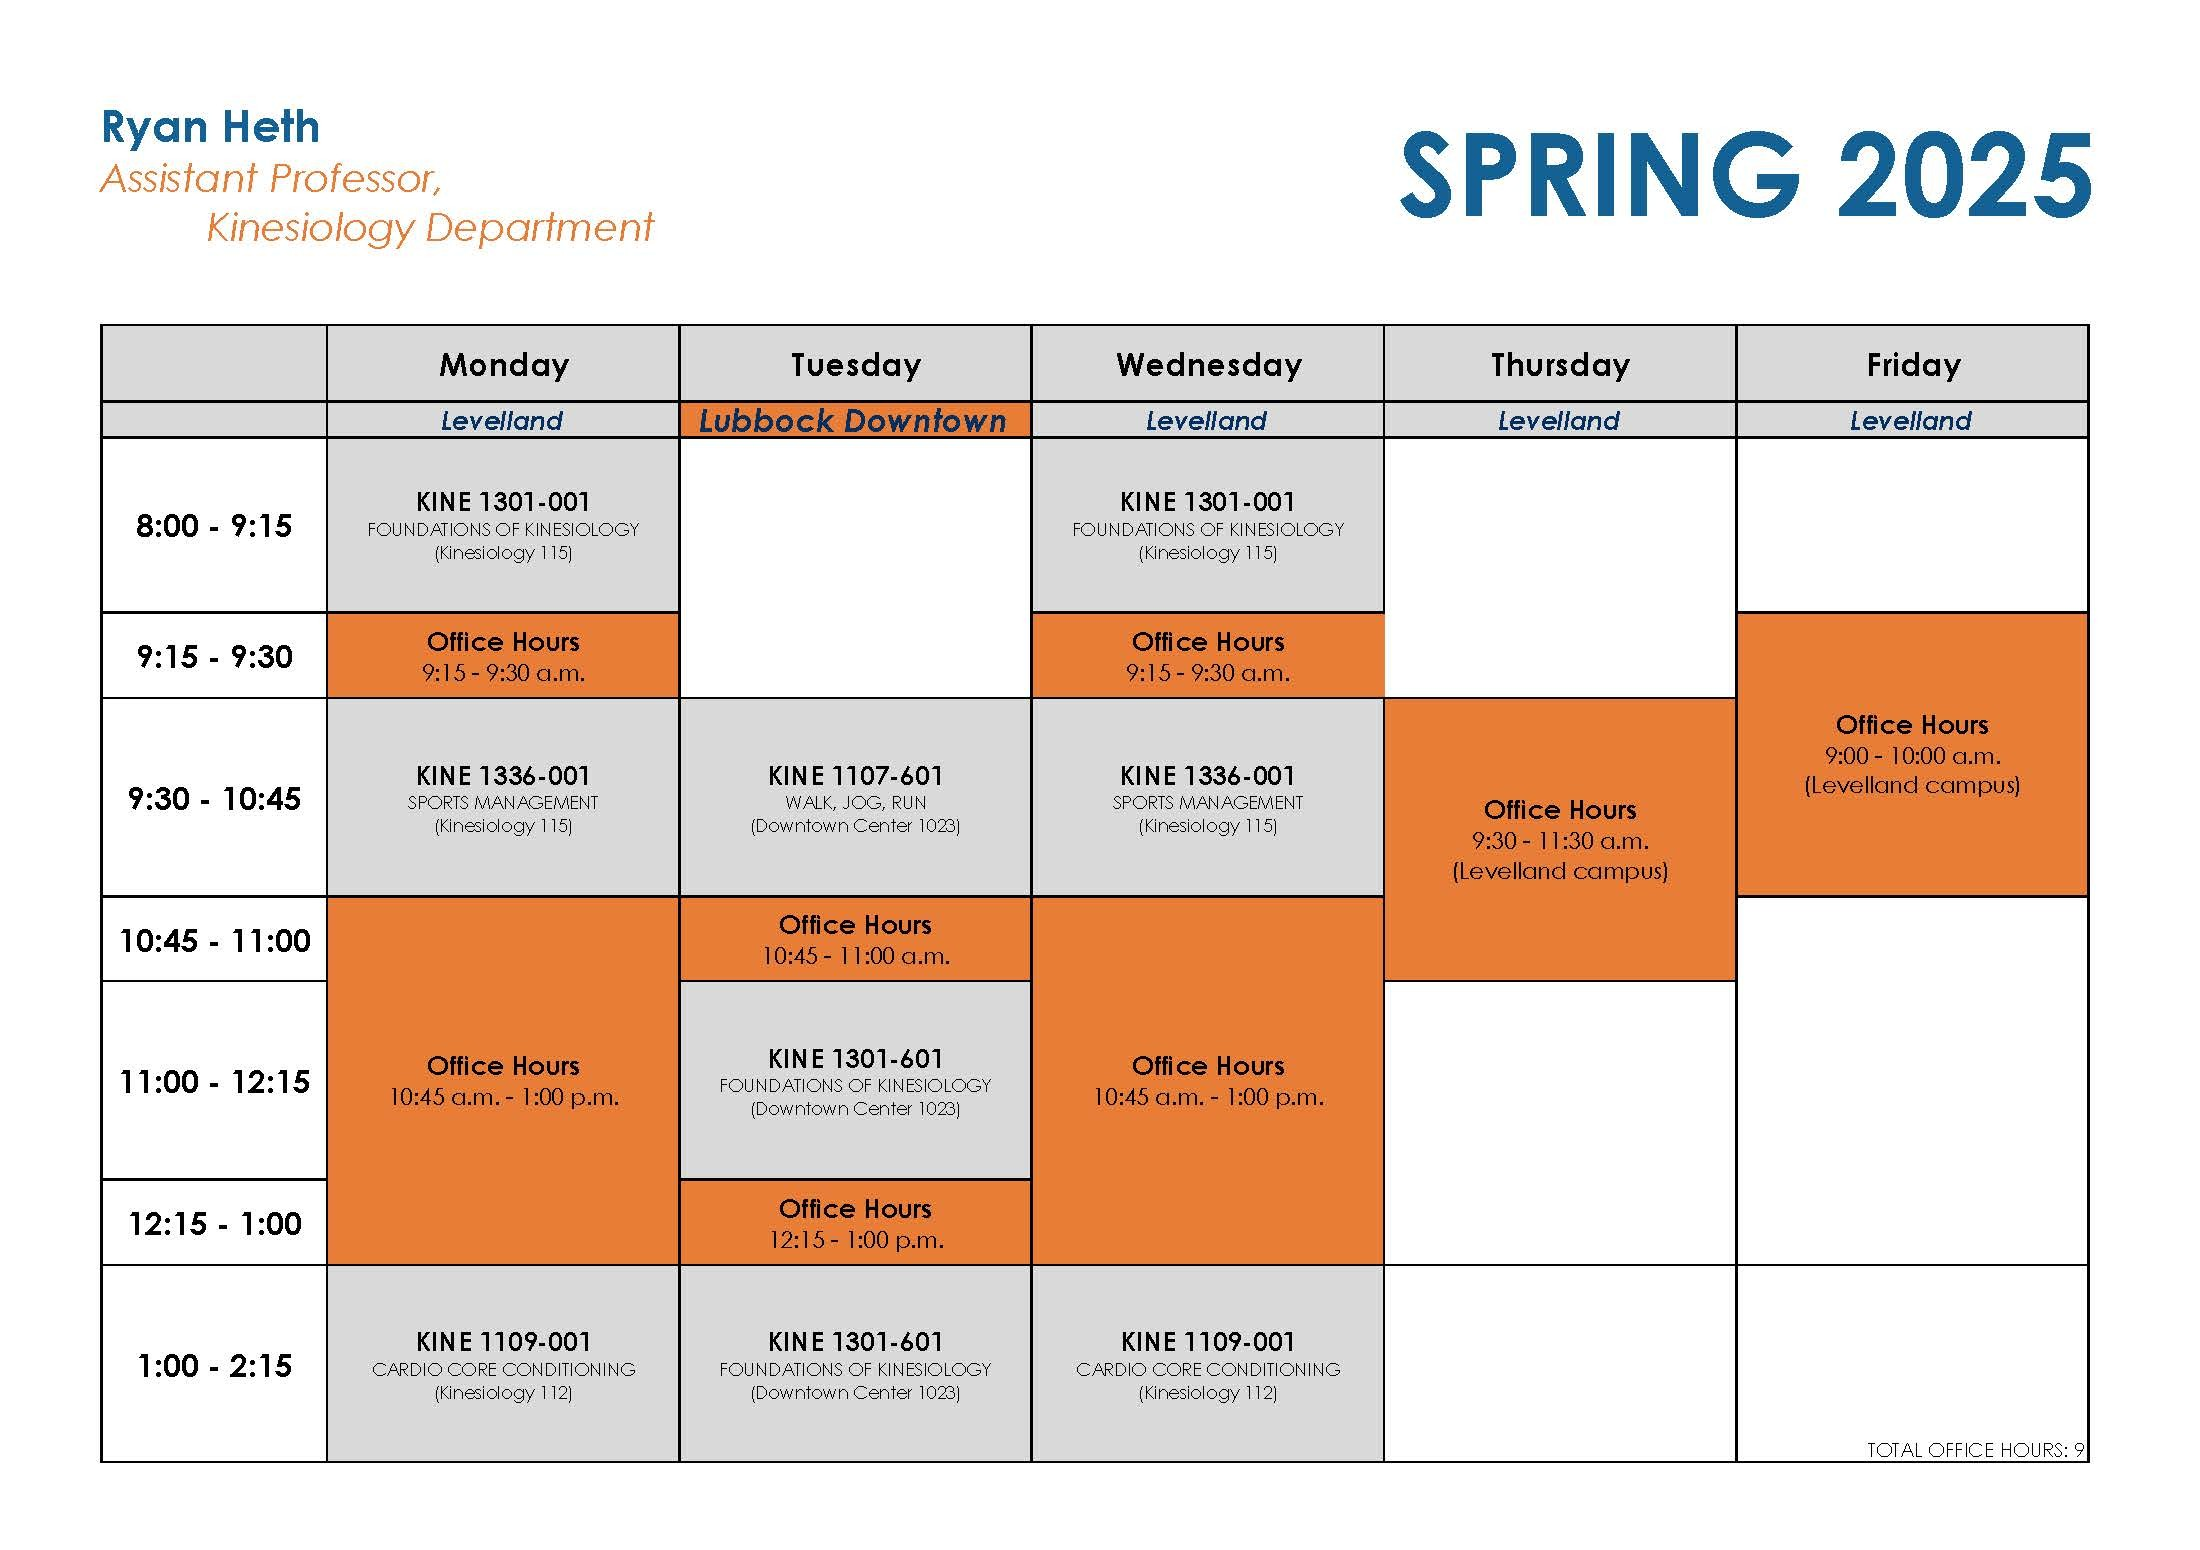 Ryan Heth
Assistant Professor,
Kinesiology Department
SPRING 2025
Monday
Tuesday
Wednesday
Thursday
Friday
Levelland
Lubbock Downtown
Levelland
Levelland
Levelland
8:00 - 9:15
KINE 1301-001
FOUNDATIONS OF KINESIOLOGY
(Kinesiology 115)
KINE 1301-001
FOUNDATIONS OF KINESIOLOGY
(Kinesiology 115)
9:15 - 9:30
Office Hours
9:15 - 9:30 a.m.
Office Hours
9:15 - 9:30 a.m.
Office Hours
9:00 - 10:00 a.m.
(Levelland campus)
9:30 - 10:45
KINE 1336-001
SPORTS MANAGEMENT
(Kinesiology 115)
KINE 1107-601
WALK, JOG, RUN
(Downtown Center 1023)
KINE 1336-001
SPORTS MANAGEMENT
(Kinesiology 115)
Office Hours
9:30 - 11:30 a.m.
(Levelland campus)
10:45 - 11:00
Office Hours
10:45 a.m. - 1:00 p.m.
Office Hours
10:45 - 11:00 a.m.
Office Hours
10:45 a.m. - 1:00 p.m.
11:00 - 12:15
KINE 1301-601
FOUNDATIONS OF KINESIOLOGY
(Downtown Center 1023)
12:15 - 1:00
Office Hours
12:15 - 1:00 p.m.
1:00 - 2:15
KINE 1109-001
CARDIO CORE CONDITIONING
(Kinesiology 112)
KINE 1301-601
FOUNDATIONS OF KINESIOLOGY
(Downtown Center 1023)
KINE 1109-001
CARDIO CORE CONDITIONING
(Kinesiology 112)
TOTAL OFFICE HOURS: 9